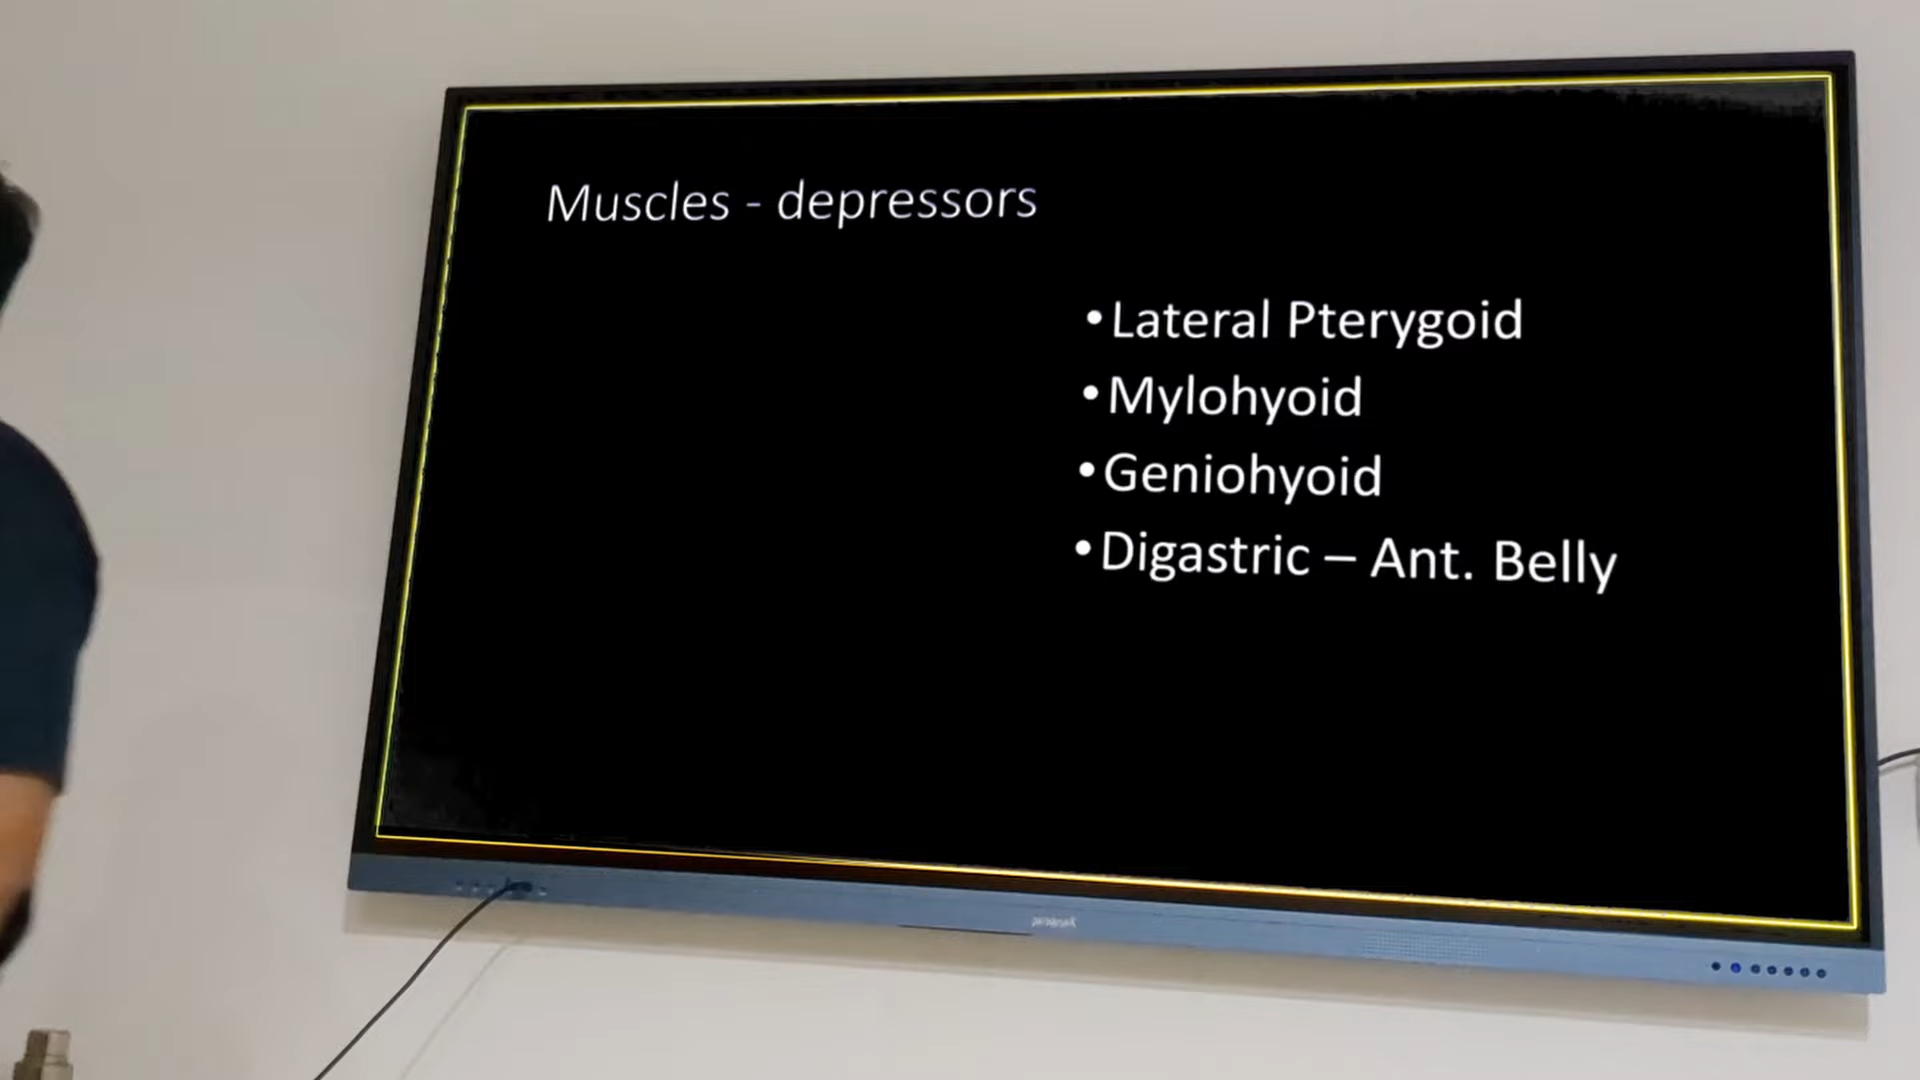 Muscles - depressors
•Lateral Pterygoid
•Mylohyoid
•Geniohyoid
•Digastric – Ant. Belly